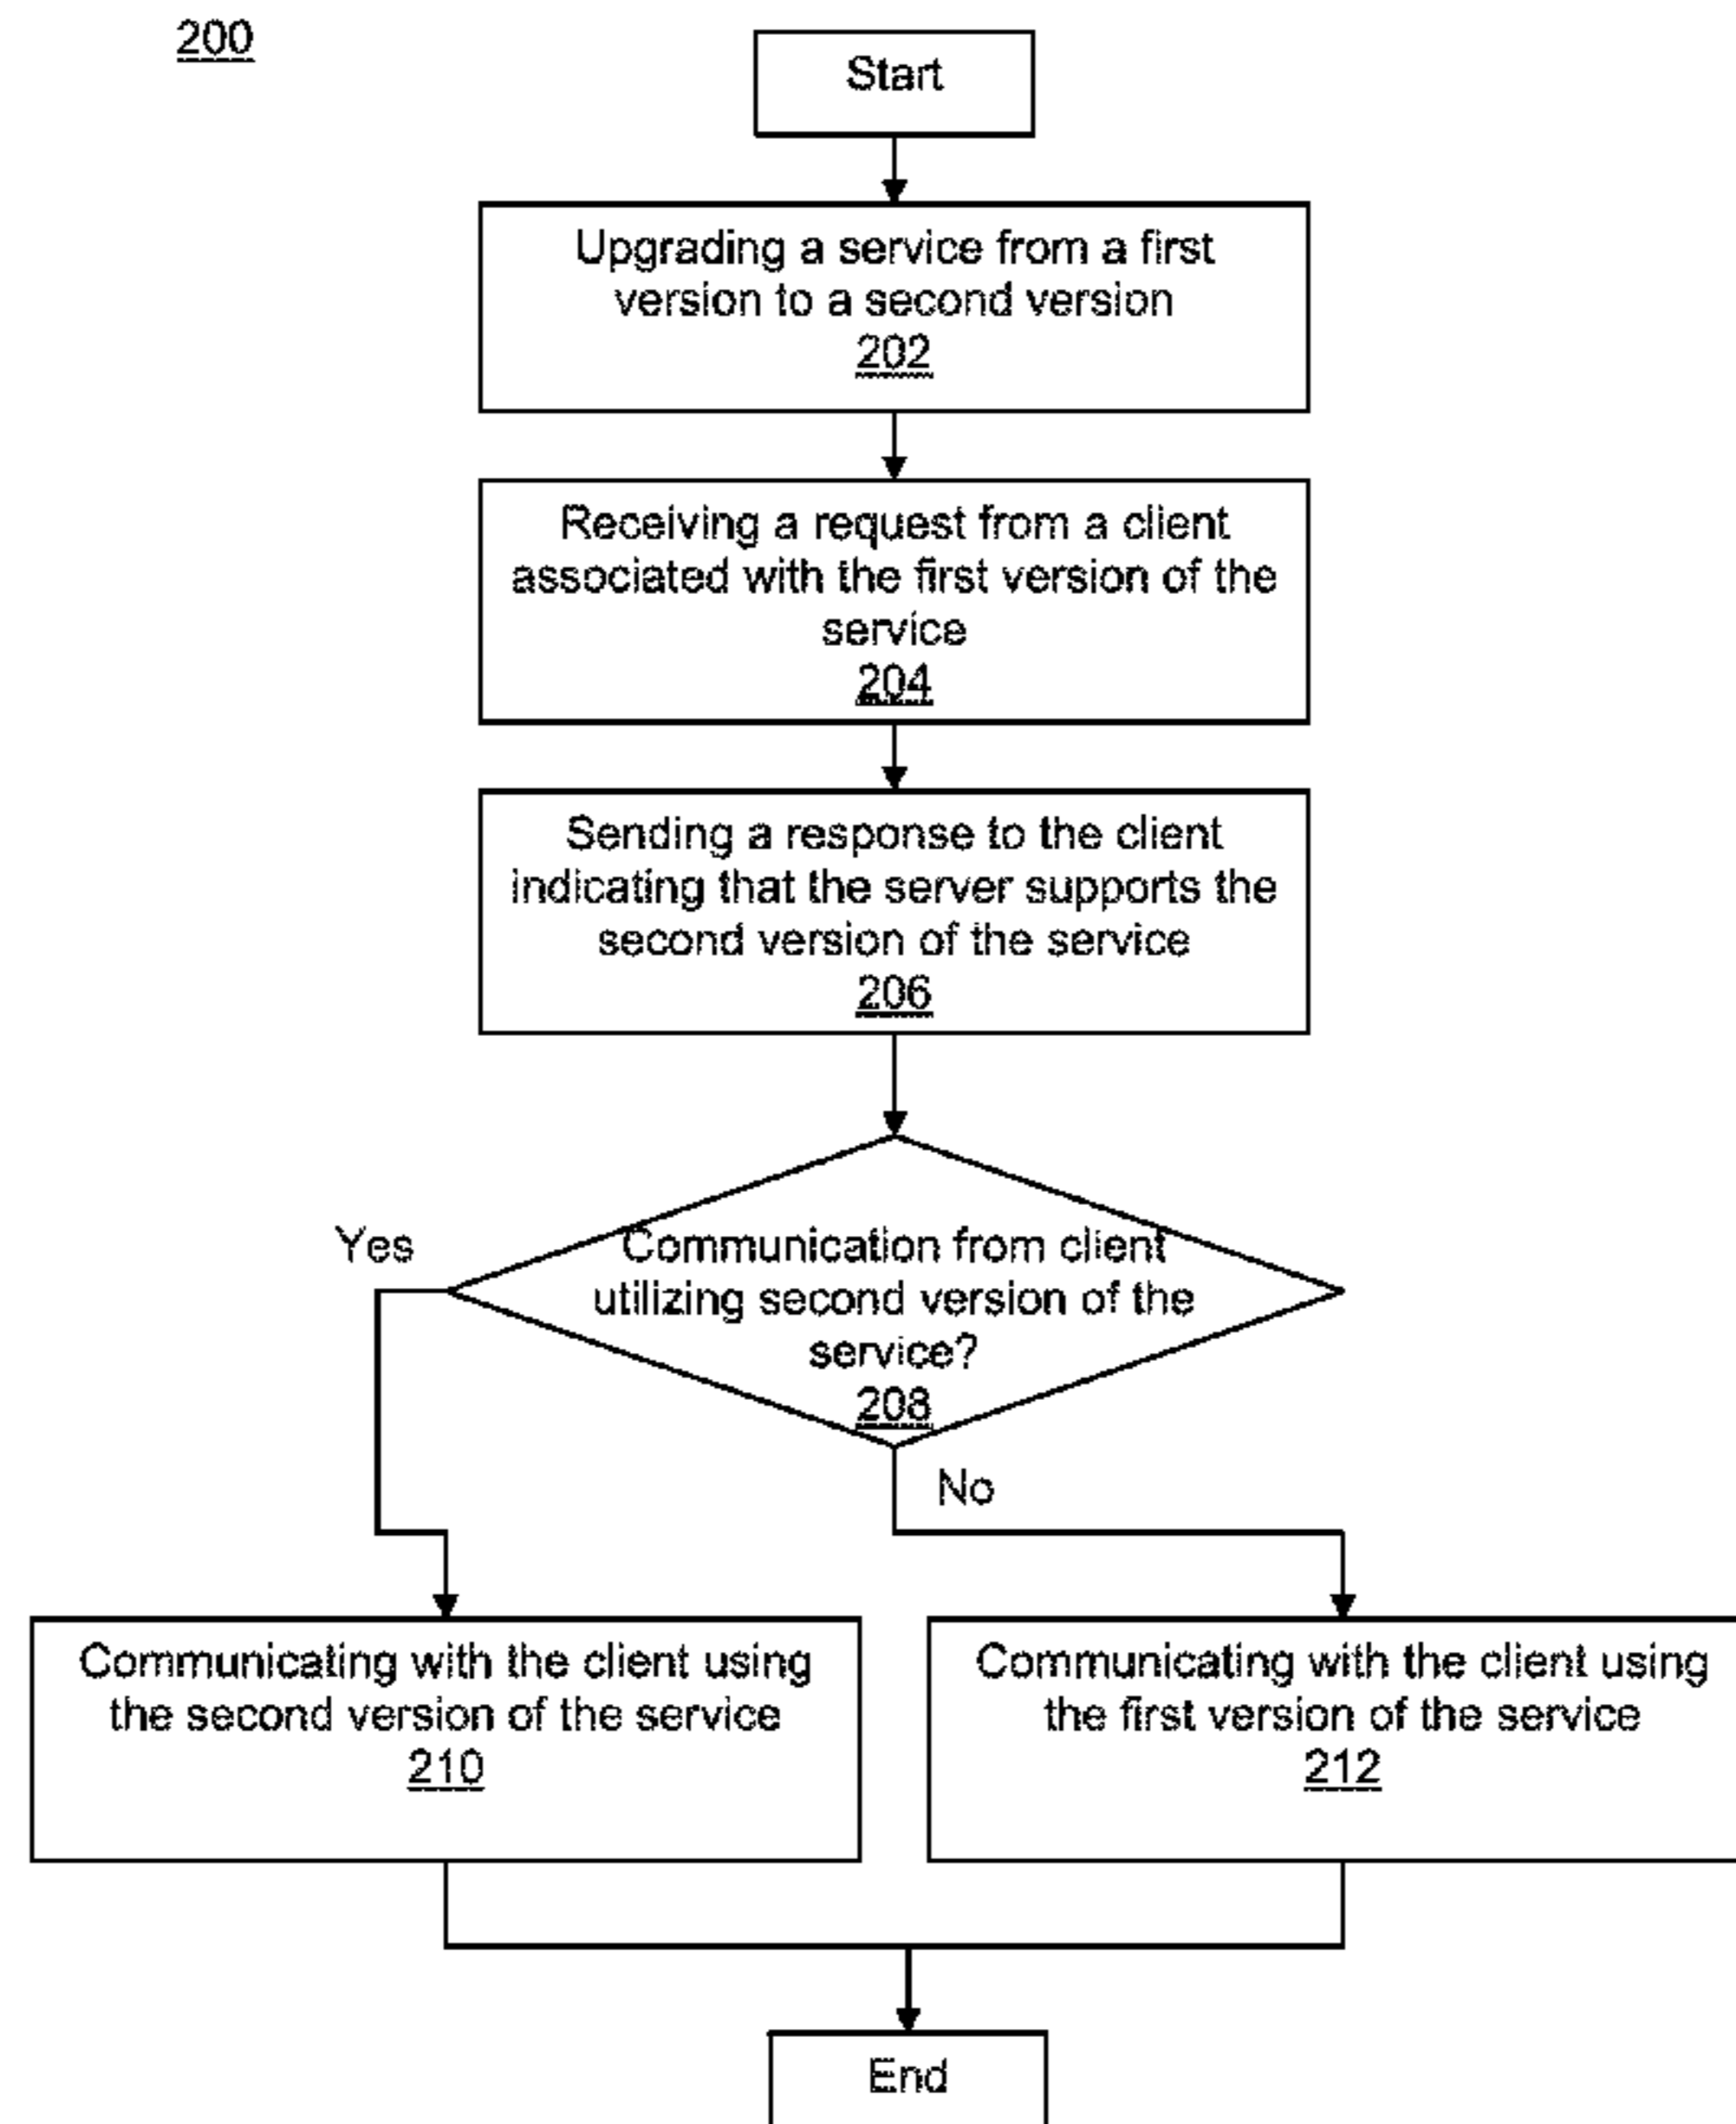 200
Start
Upgrading a service from a first
version to a second version
202
Receiving a request from a client
associated with the first version of the
service
204
Sending a response to the client
indicating that the server supports the
second version of the service
206
Yes
Communication from client
utilizing second version of the
service?
208
No
Communicating with the client using
the second version of the service
210
Communicating with the client using
the first version of the service
212
End